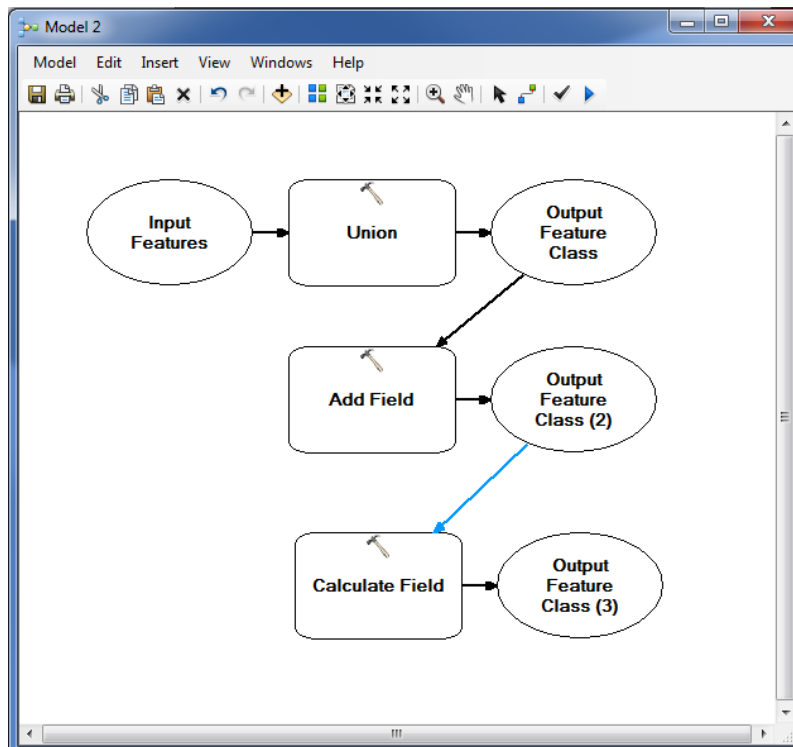 Model 2
Model Edit Insert View Windows Help
Input
Features
Union
Output
Feature
Class
Add Field
Output
Feature
Class (2)
Calculate Field
Output
Feature
Class (3)